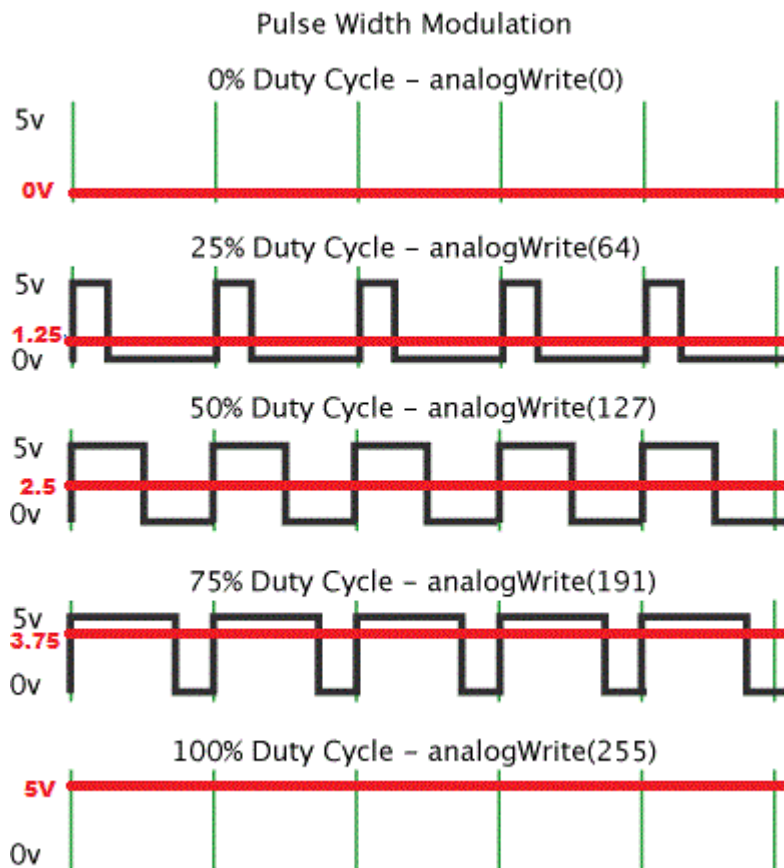 Pulse Width Modulation
0% Duty Cycle – analogWrite(0)
5v
0V
25% Duty Cycle – analogWrite(64)
5v
1.25
0v
50% Duty Cycle – analogWrite(127)
5v
2.5
0v
75% Duty Cycle – analogWrite(191)
5v
3.75
0v
100% Duty Cycle – analogWrite(255)
5V
0v